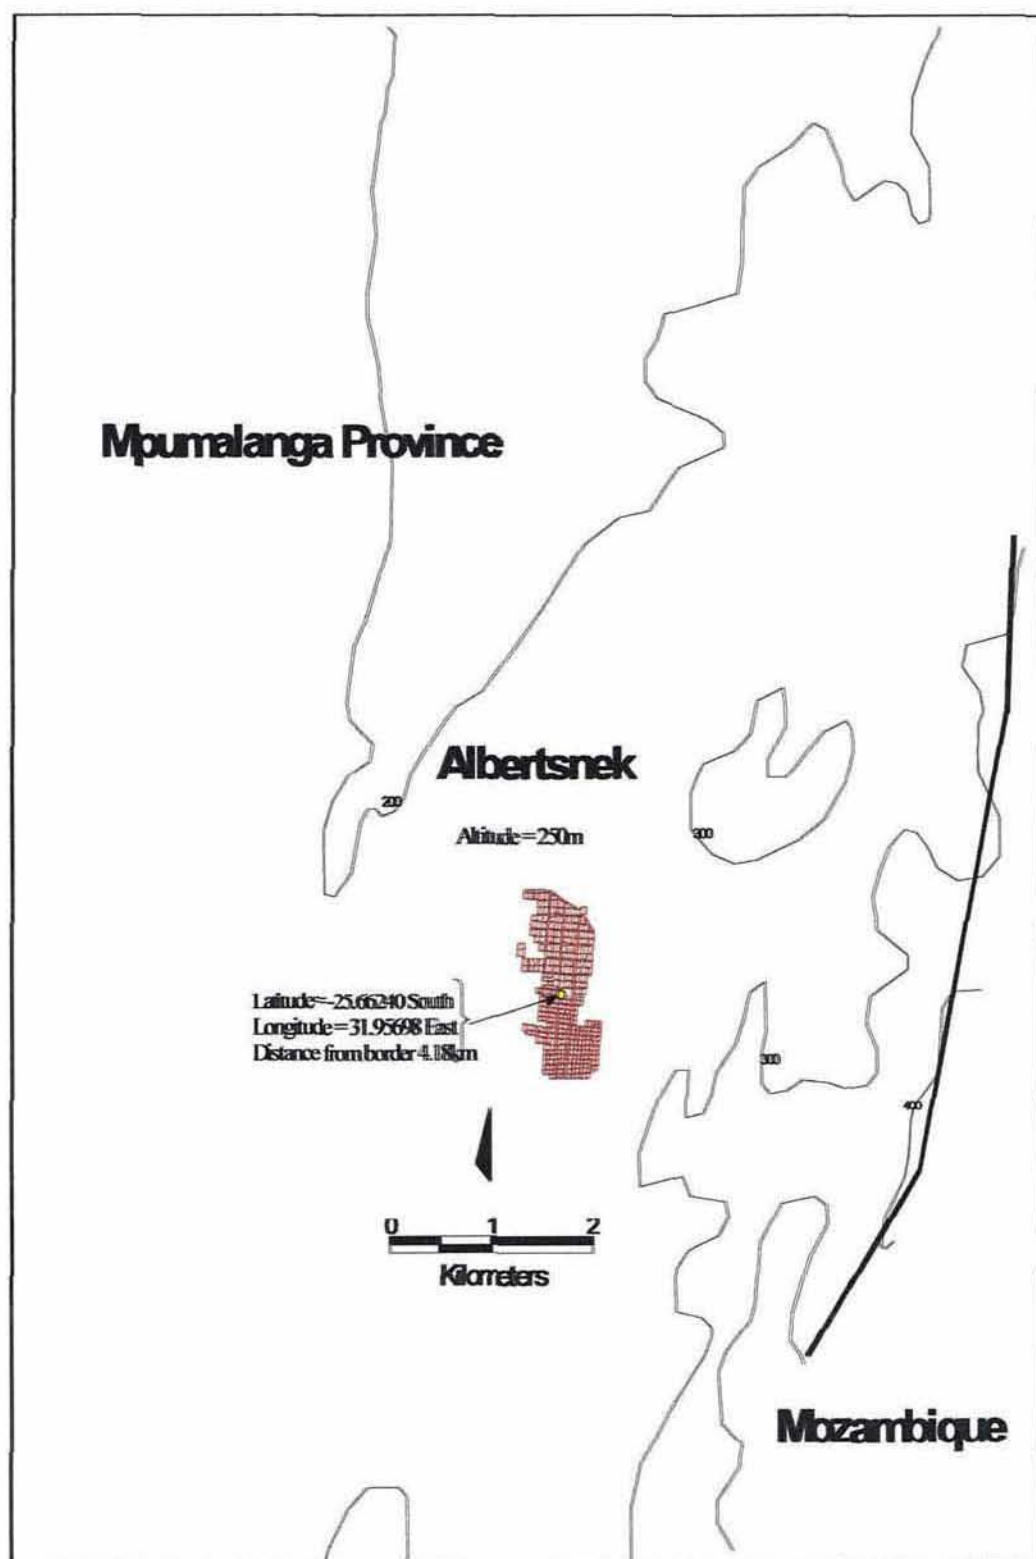 Mpumalanga Province
Albertsnek
200
300
Altitude = 250m
Latitude=-25.66240 South
Longitude = 31.95698 East
Distance from border 4.18km
300
400
0 1 2
Kilometers
Mozambique